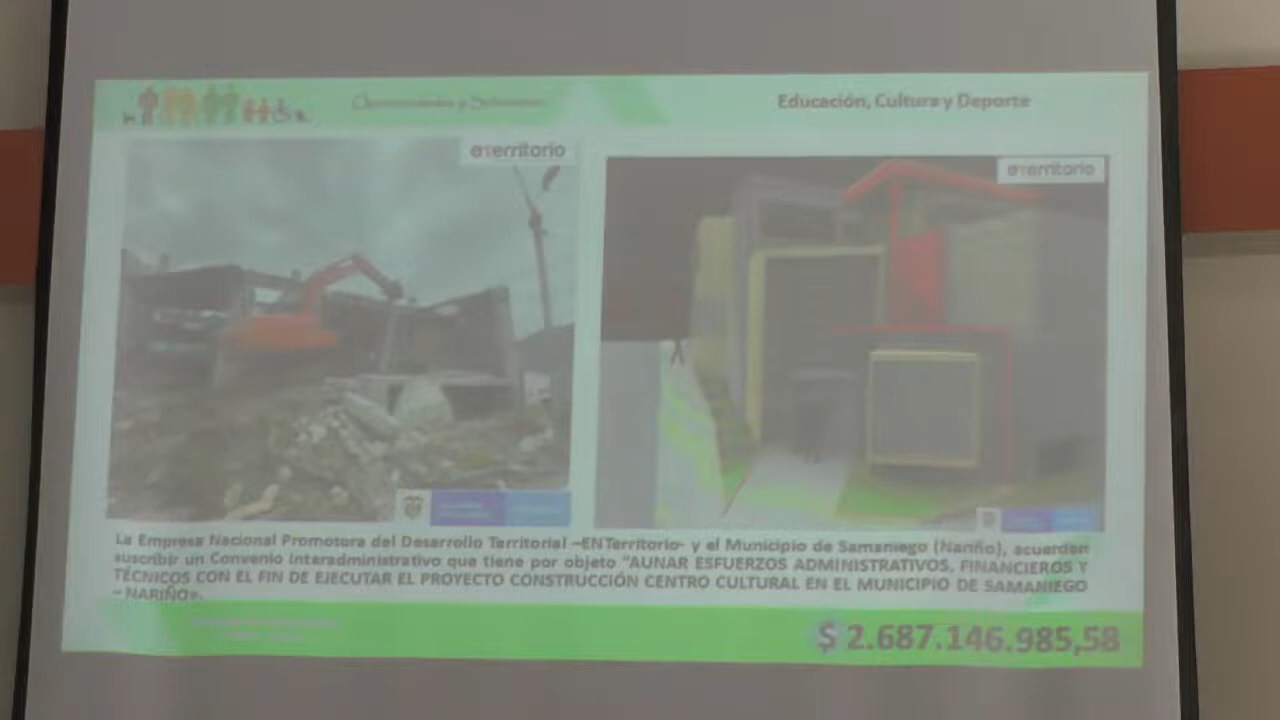 Educación, Cultura y Deporte
enterritorio
enterritorio
La Empresa Nacional Promotora del Desarrollo Territorial –ENTerritorio- y el Municipio de Samaniego (Nariño), acuerdan
suscribir un Convenio Interadministrativo que tiene por objeto "AUNAR ESFUERZOS ADMINISTRATIVOS, FINANCIEROS Y
TÉCNICOS CON EL FIN DE EJECUTAR EL PROYECTO CONSTRUCCIÓN CENTRO CULTURAL EN EL MUNICIPIO DE SAMANIEGO
– NARIÑO».
$ 2.687.146.985,58